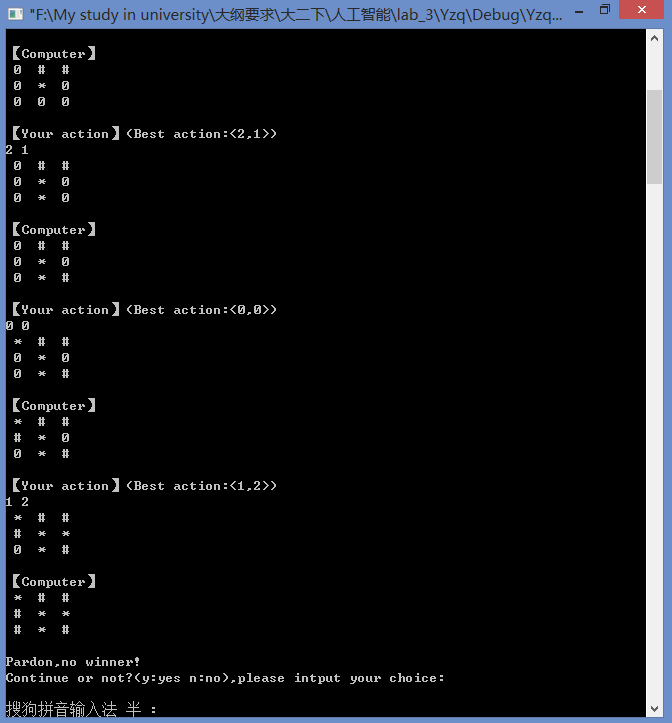 "F:\My study in university\大纲要求\大二下\人工智能\lab_3\Yzq\Debug\Yzq...
【Computer】
0 # #
0 * 0
0 0 0
【Your action】(Best action:<2,1>)
2 1
0 # #
0 * 0
0 * 0
【Computer】
0 # #
0 * 0
0 * #
【Your action】(Best action:<0,0>)
0 0
* # #
0 * 0
0 * #
【Computer】
* # #
# * 0
0 * #
【Your action】(Best action:<1,2>)
1 2
* # #
# * *
0 * #
【Computer】
* # #
# * *
# * #
Pardon,no winner!
Continue or not?(y:yes n:no),please intput your choice:
搜狗拼音输入法 半 :